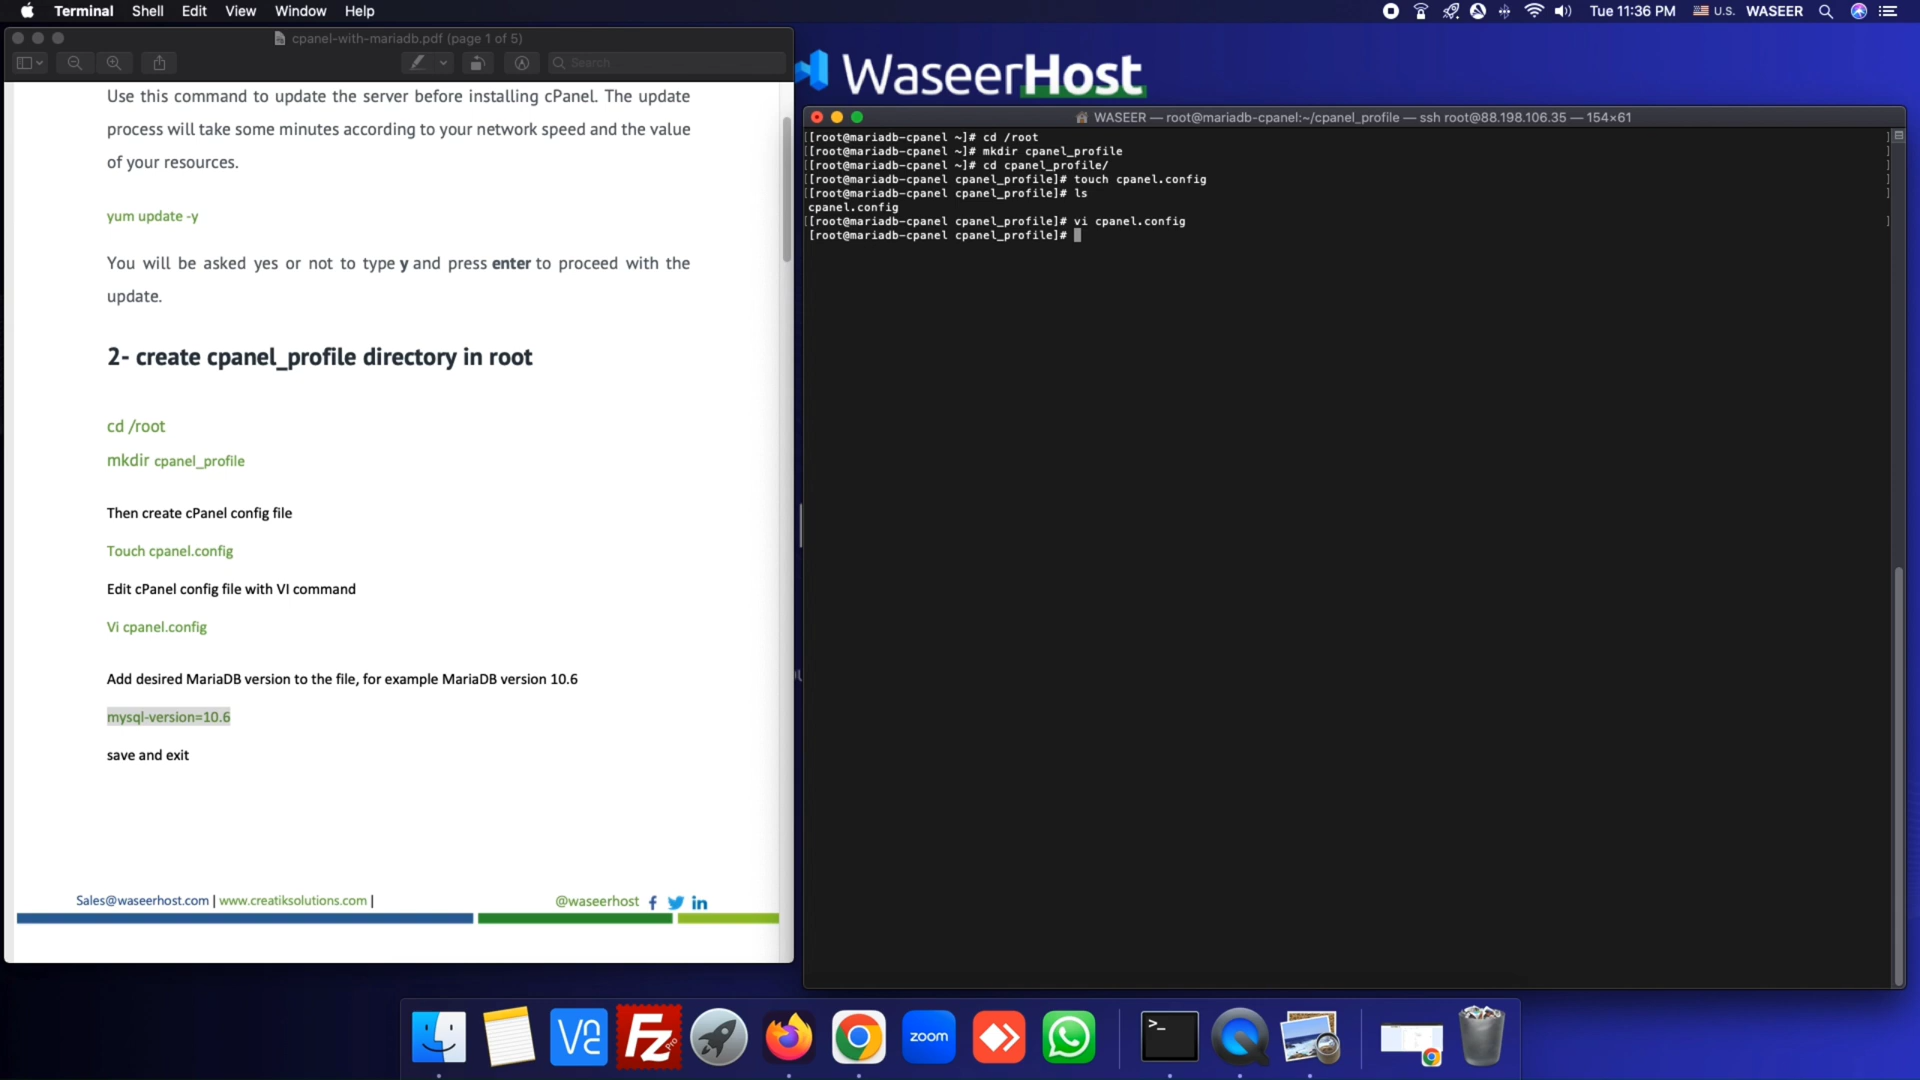 Terminal Shell Edit View Window Help
Tue 11:36 PM U.S. WASEER
cpanel-with-mariadb.pdf (page 1 of 5)
Search
Use this command to update the server before installing cPanel. The update
process will take some minutes according to your network speed and the value
of your resources.
yum update -y
You will be asked yes or not to type y and press enter to proceed with the
update.
2- create cpanel_profile directory in root
cd /root
mkdir cpanel_profile
Then create cPanel config file
Touch cpanel.config
Edit cPanel config file with VI command
Vi cpanel.config
Add desired MariaDB version to the file, for example MariaDB version 10.6
mysql-version=10.6
save and exit
Sales@waseerhost.com | www.creatiksolutions.com |
@waseerhost
WaseerHost
WASEER — root@mariadb-cpanel:~/cpanel_profile — ssh root@88.198.106.35 — 154×61
[[root@mariadb-cpanel ~]# cd /root ]
[[root@mariadb-cpanel ~]# mkdir cpanel_profile ]
[[root@mariadb-cpanel ~]# cd cpanel_profile/ ]
[[root@mariadb-cpanel cpanel_profile]# touch cpanel.config ]
[[root@mariadb-cpanel cpanel_profile]# ls ]
cpanel.config
[[root@mariadb-cpanel cpanel_profile]# vi cpanel.config ]
[root@mariadb-cpanel cpanel_profile]#
zoom
Fz Pro